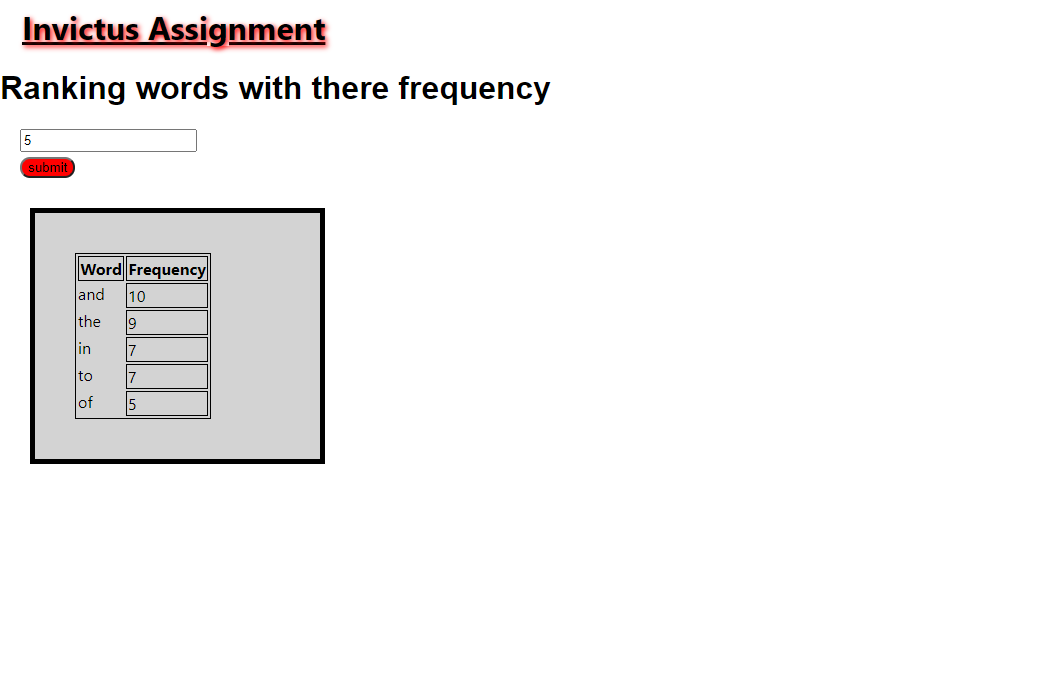 Invictus Assignment
Ranking words with there frequency
5
submit
Word Frequency
and 10
the 9
in 7
to 7
of 5